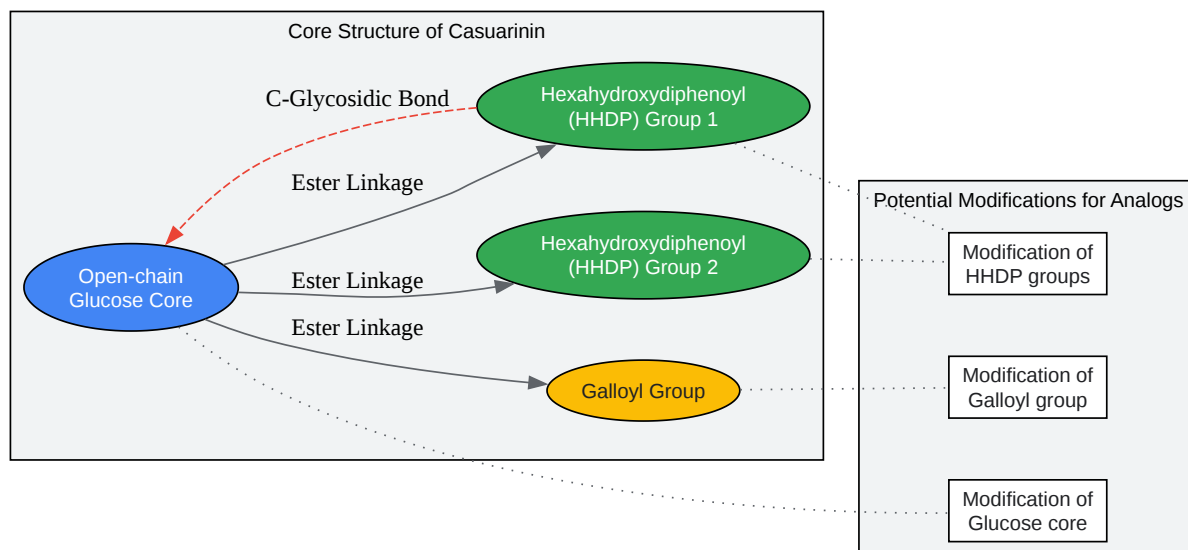 Core Structure of Casuarinin
C-Glycosidic Bond
Hexahydroxydiphenoyl
(HHDP) Group 1
Ester Linkage
Hexahydroxydiphenoyl
(HHDP) Group 2
Open-chain
Glucose Core
Ester Linkage
Ester Linkage
Galloyl Group
Potential Modifications for Analogs
Modification of
HHDP groups
Modification of
Galloyl group
Modification of
Glucose core